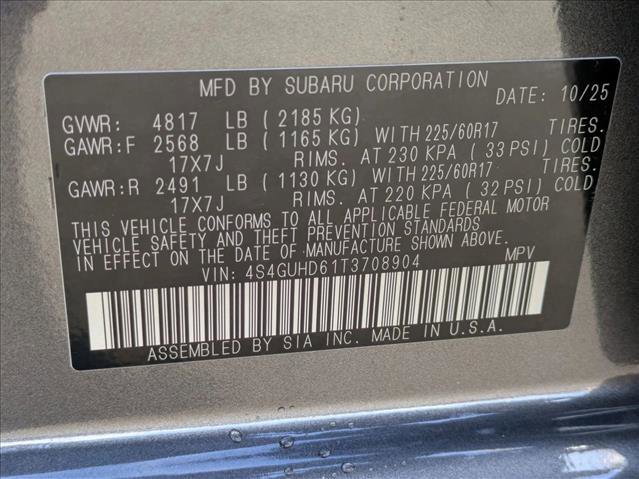 MFD BY SUBARU CORPORATION
DATE: 10/25
GVWR: 4817 LB ( 2185 KG)
GAWR:F 2568 LB ( 1165 KG) WITH 225/60R17 TIRES.
17X7J RIMS. AT 230 KPA ( 33 PSI) COLD
GAWR:R 2491 LB ( 1130 KG) WITH 225/60R17 TIRES.
17X7J RIMS. AT 220 KPA ( 32 PSI) COLD
THIS VEHICLE CONFORMS TO ALL APPLICABLE FEDERAL MOTOR
VEHICLE SAFETY AND THEFT PREVENTION STANDARDS
IN EFFECT ON THE DATE OF MANUFACTURE SHOWN ABOVE.
VIN: 4S4GUHD61T3708904 MPV
ASSEMBLED BY SIA INC. MADE IN U.S.A.